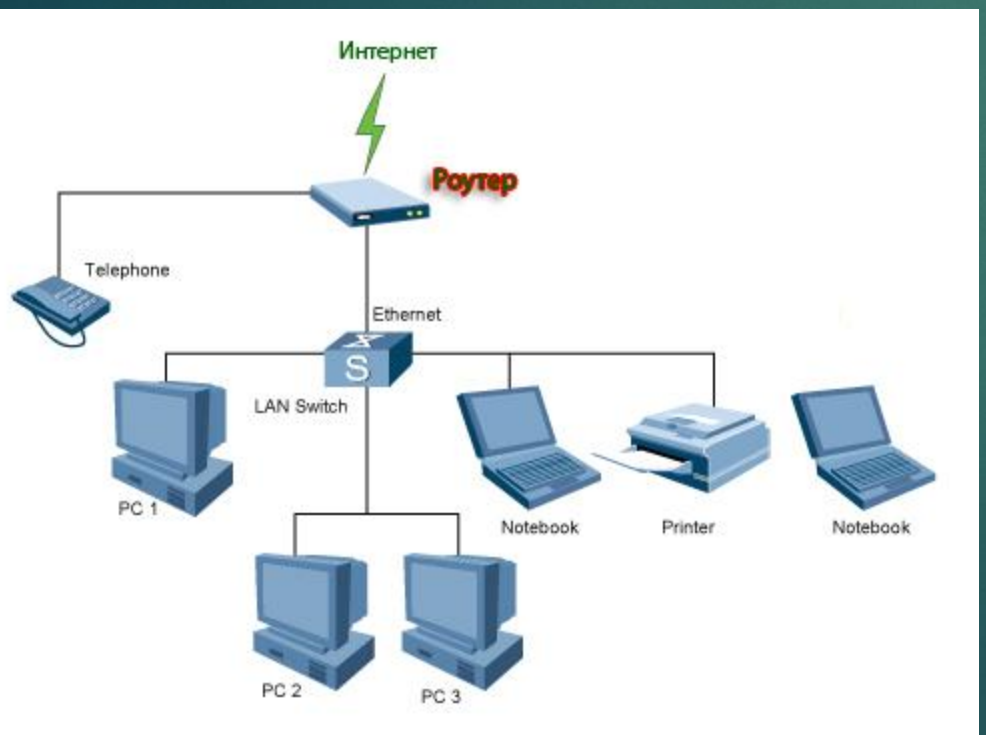 Интернет
Роутер
Telephone
Ethernet
S
LAN Switch
PC 1
Notebook
Printer
Notebook
PC 2
PC 3